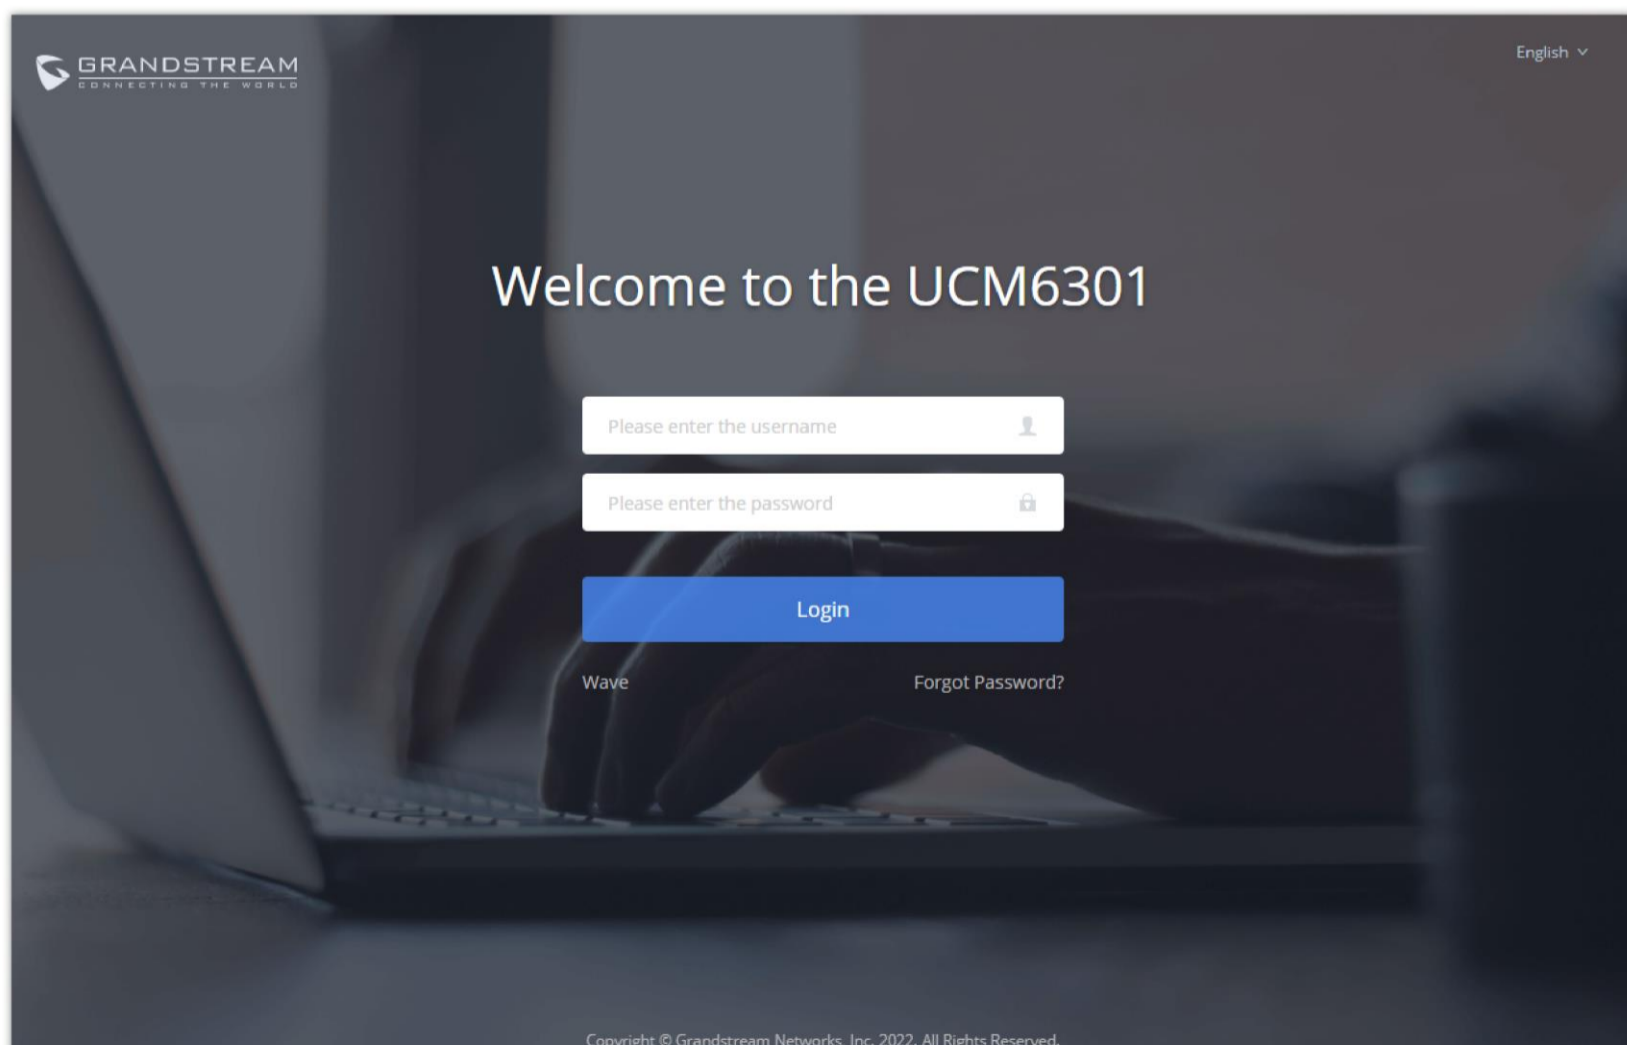 GRANDSTREAM
CONNECTING THE WORLD
English
Welcome to the UCM6301
Please enter the username
Please enter the password
Login
Wave
Forgot Password?
Copyright © Grandstream Networks, Inc. 2022. All Rights Reserved.